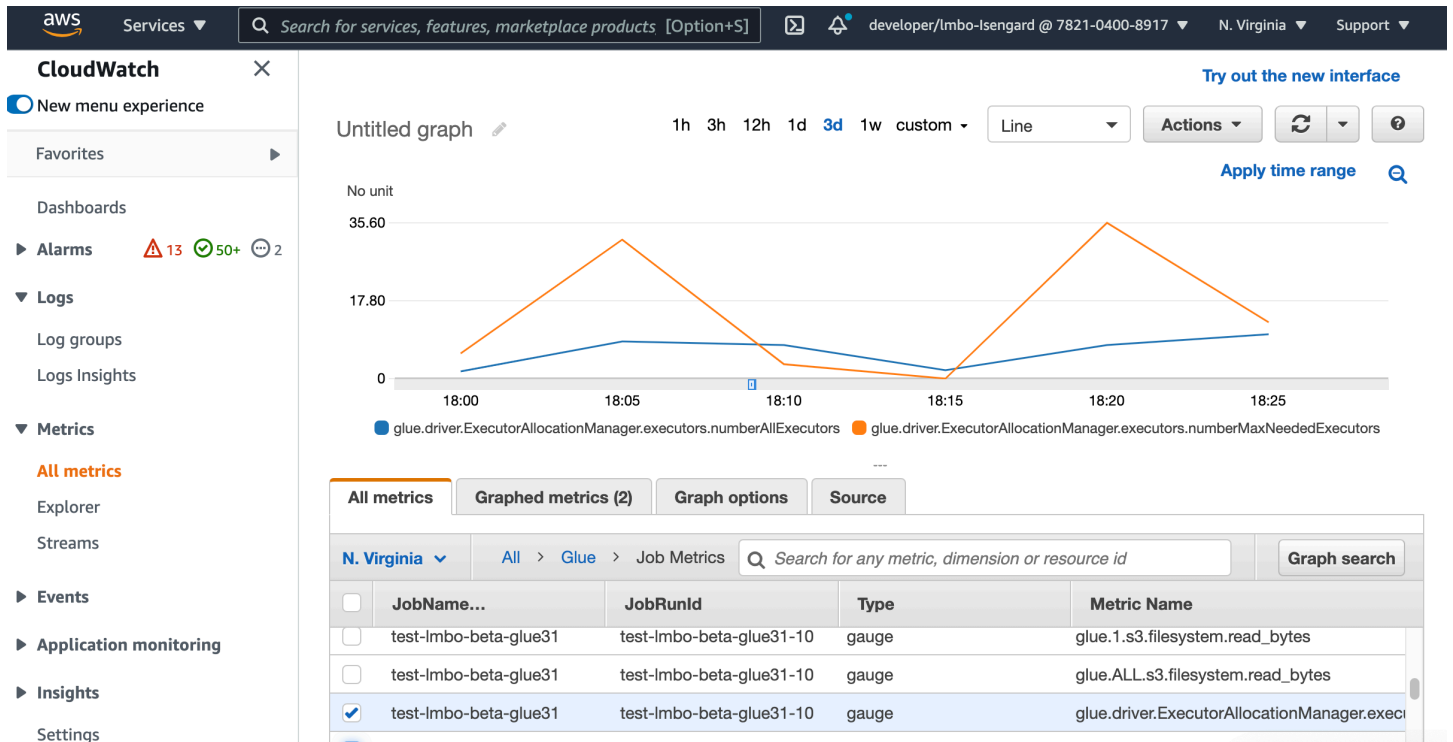 aws Services Search for services, features, marketplace products, [Option+S] developer/lmbo-Isengard @ 7821-0400-8917 N. Virginia Support
CloudWatch
New menu experience
Favorites
Dashboards
Alarms 13 50+ 2
Logs
Log groups
Logs Insights
Metrics
All metrics
Explorer
Streams
Events
Application monitoring
Insights
Settings
Try out the new interface
Untitled graph 1h 3h 12h 1d 3d 1w custom Line Actions
Apply time range
No unit
35.60
17.80
0
18:00 18:05 18:10 18:15 18:20 18:25
glue.driver.ExecutorAllocationManager.executors.numberAllExecutors glue.driver.ExecutorAllocationManager.executors.numberMaxNeededExecutors
All metrics Graphed metrics (2) Graph options Source
N. Virginia All > Glue > Job Metrics Search for any metric, dimension or resource id Graph search
JobName... JobRunId Type Metric Name
test-lmbo-beta-glue31 test-lmbo-beta-glue31-10 gauge glue.1.s3.filesystem.read_bytes
test-lmbo-beta-glue31 test-lmbo-beta-glue31-10 gauge glue.ALL.s3.filesystem.read_bytes
test-lmbo-beta-glue31 test-lmbo-beta-glue31-10 gauge glue.driver.ExecutorAllocationManager.execu